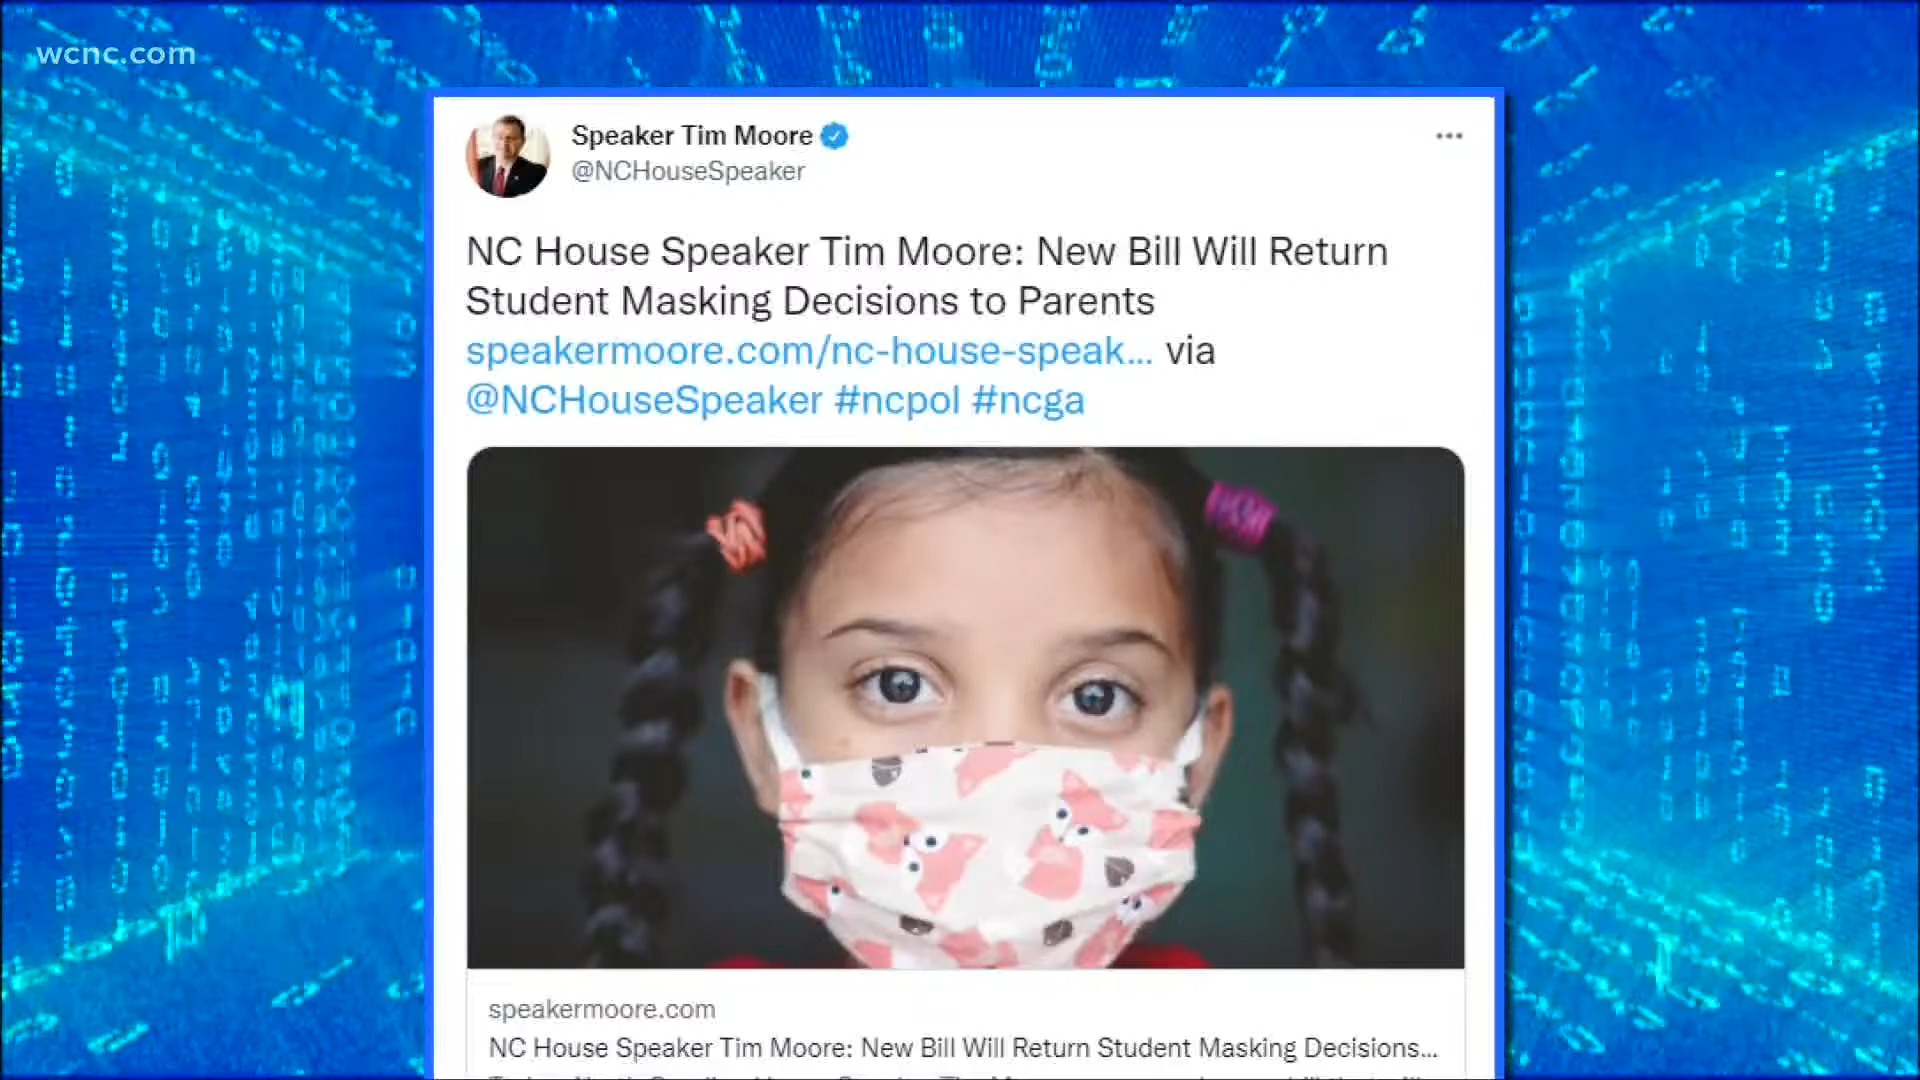 wcnc.com
Speaker Tim Moore
@NCHouseSpeaker
NC House Speaker Tim Moore: New Bill Will Return
Student Masking Decisions to Parents
speakermoore.com/nc-house-speak... via
@NCHouseSpeaker #ncpol #ncga
speakermoore.com
NC House Speaker Tim Moore: New Bill Will Return Student Masking Decisions...